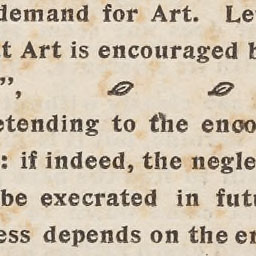 demand for Art. Le
t Art is encouraged b
”,
etending to the enco
: if indeed, the negle
be execrated in futu
ess depends on the en